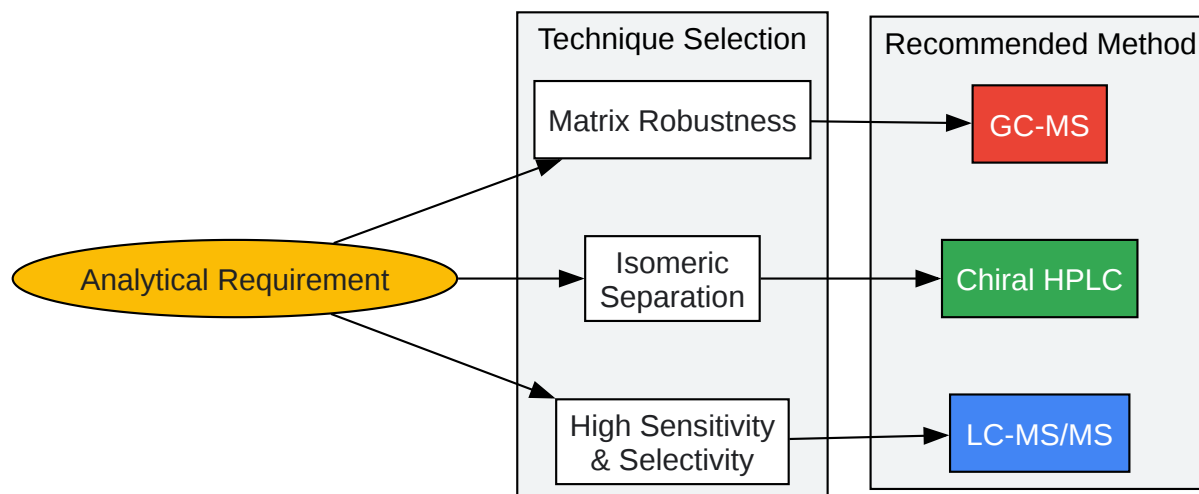 Technique Selection
Recommended Method
Matrix Robustness
GC-MS
Analytical Requirement
Isomeric
Separation
Chiral HPLC
High Sensitivity
& Selectivity
LC-MS/MS